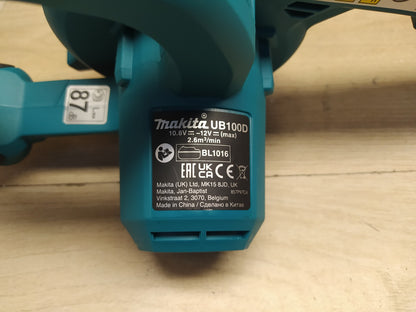 87
Makita® UB100D
10.8V ⎓ -12V ⎓ (max)
2.6m³/min
BL1016
EAC UK CA CE
Makita (UK) Ltd, MK15 8JD, UK
Makita, Jan-Baptist
Vinkstraat 2, 3070, Belgium
Made in China / Сделано в Китае